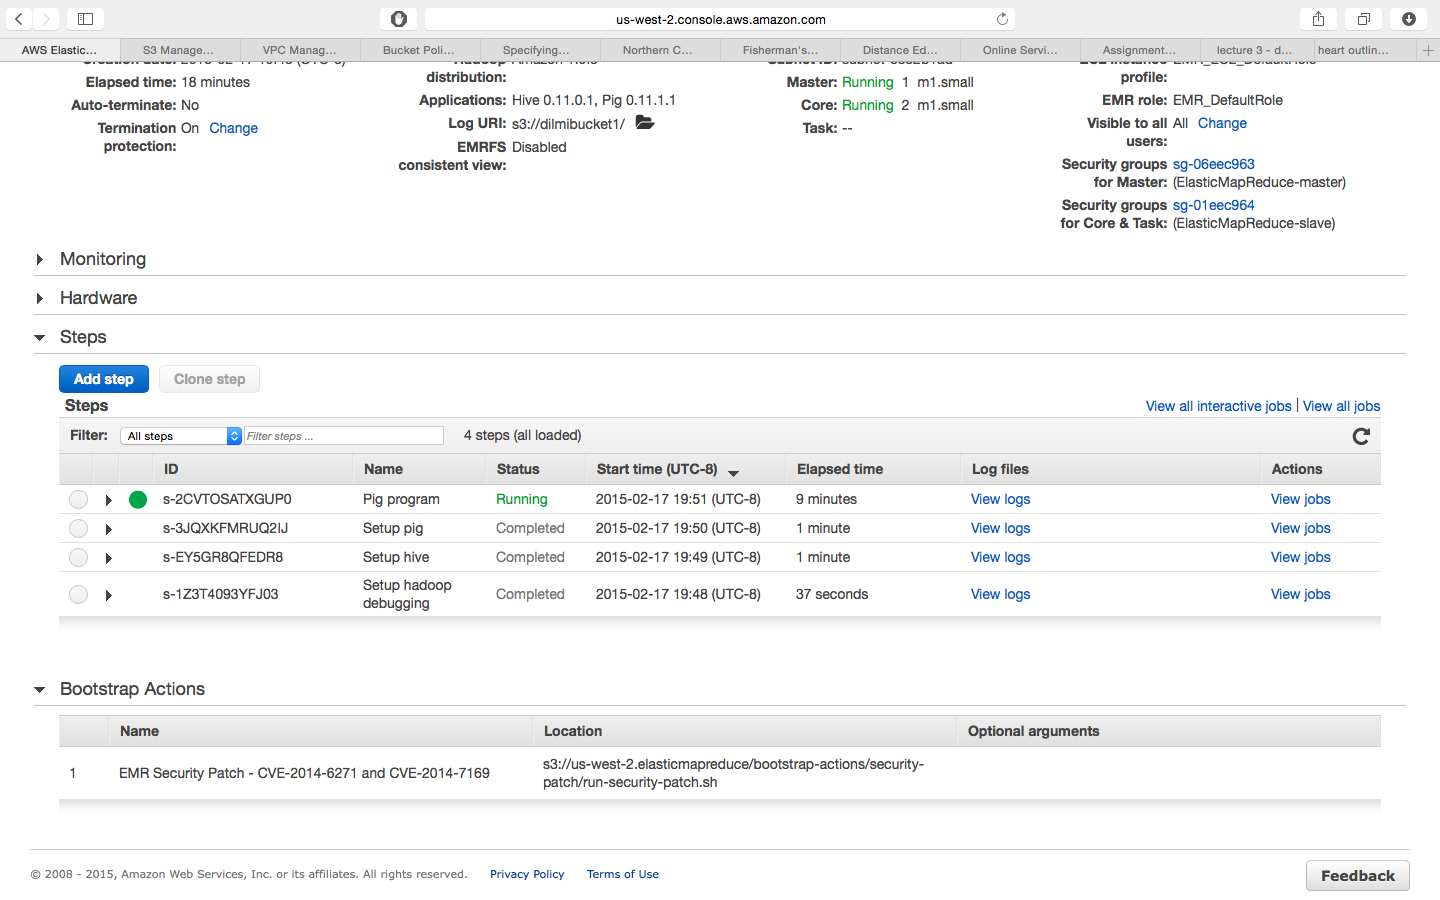 us-west-2.console.aws.amazon.com
AWS Elastic... S3 Manage... VPC Manag... Bucket Poli... Specifying... Northern C... Fisherman's... Distance Ed... Online Servi... Assignment... lecture 3 - d... heart outlin...
Elapsed time: 18 minutes
Auto-terminate: No
Termination protection: On Change
distribution:
Applications: Hive 0.11.0.1, Pig 0.11.1.1
Log URI: s3://dilmibucket1/
EMRFS consistent view: Disabled
Master: Running 1 m1.small
Core: Running 2 m1.small
Task: --
profile:
EMR role: EMR_DefaultRole
Visible to all users: All Change
Security groups for Master: sg-06eec963 (ElasticMapReduce-master)
Security groups for Core & Task: sg-01eec964 (ElasticMapReduce-slave)
Monitoring
Hardware
Steps
Add step Clone step
Steps
View all interactive jobs | View all jobs
Filter: All steps Filter steps ... 4 steps (all loaded)
ID Name Status Start time (UTC-8) Elapsed time Log files Actions
s-2CVTOSATXGUP0 Pig program Running 2015-02-17 19:51 (UTC-8) 9 minutes View logs View jobs
s-3JQXKFMRUQ2IJ Setup pig Completed 2015-02-17 19:50 (UTC-8) 1 minute View logs View jobs
s-EY5GR8QFEDR8 Setup hive Completed 2015-02-17 19:49 (UTC-8) 1 minute View logs View jobs
s-1Z3T4093YFJ03 Setup hadoop debugging Completed 2015-02-17 19:48 (UTC-8) 37 seconds View logs View jobs
Bootstrap Actions
Name Location Optional arguments
1 EMR Security Patch - CVE-2014-6271 and CVE-2014-7169 s3://us-west-2.elasticmapreduce/bootstrap-actions/security-
patch/run-security-patch.sh
© 2008 - 2015, Amazon Web Services, Inc. or its affiliates. All rights reserved. Privacy Policy Terms of Use
Feedback